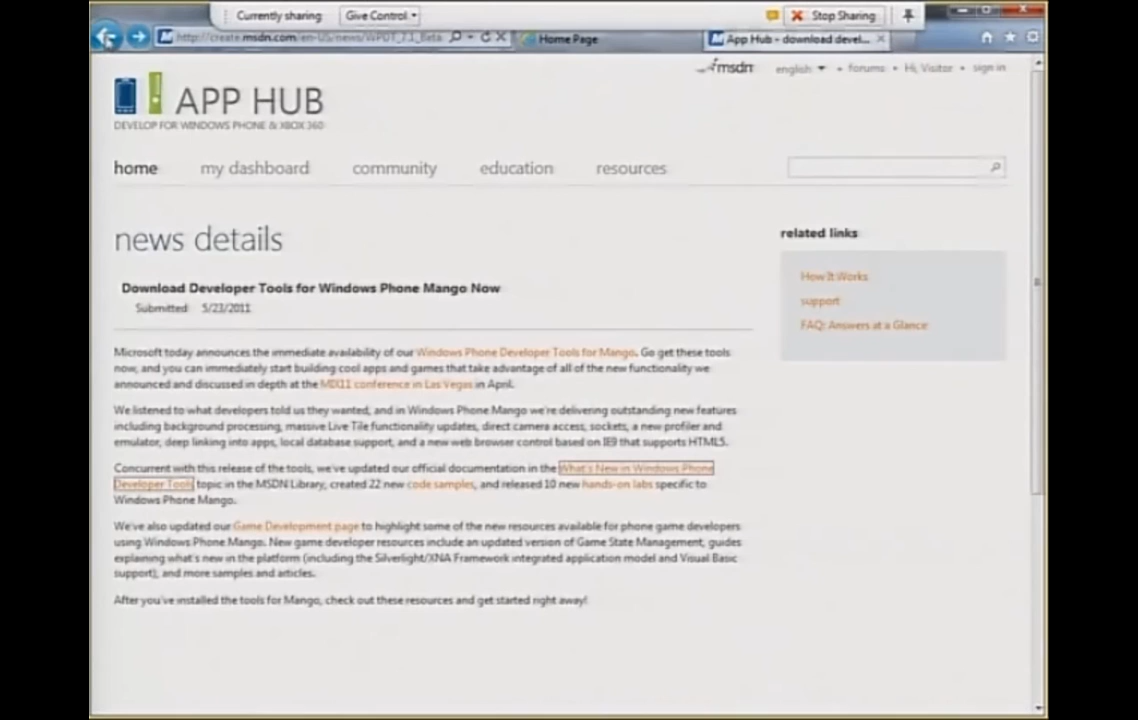 Currently sharing Give Control Stop Sharing
http://create.msdn.com/en-US/news/WPDT_7.1_Beta Home Page App Hub - download devel...
msdn english forums Hi, Visitor sign in
APP HUB
DEVELOP FOR WINDOWS PHONE & XBOX 360
home my dashboard community education resources
news details
related links
How It Works
support
FAQ: Answers at a Glance
Download Developer Tools for Windows Phone Mango Now
Submitted: 5/23/2011
Microsoft today announces the immediate availability of our Windows Phone Developer Tools for Mango. Go get these tools
now, and you can immediately start building cool apps and games that take advantage of all of the new functionality we
announced and discussed in depth at the MIX11 conference in Las Vegas in April.
We listened to what developers told us they wanted, and in Windows Phone Mango we're delivering outstanding new features
including background processing, massive Live Tile functionality updates, direct camera access, sockets, a new profiler and
emulator, deep linking into apps, local database support, and a new web browser control based on IE9 that supports HTML5.
Concurrent with this release of the tools, we've updated our official documentation in the What's New in Windows Phone
Developer Tools topic in the MSDN Library, created 22 new code samples, and released 10 new hands-on labs specific to
Windows Phone Mango.
We've also updated our Game Development page to highlight some of the new resources available for phone game developers
using Windows Phone Mango. New game developer resources include an updated version of Game State Management, guides
explaining what's new in the platform (including the Silverlight/XNA Framework integrated application model and Visual Basic
support), and more samples and articles.
After you've installed the tools for Mango, check out these resources and get started right away!